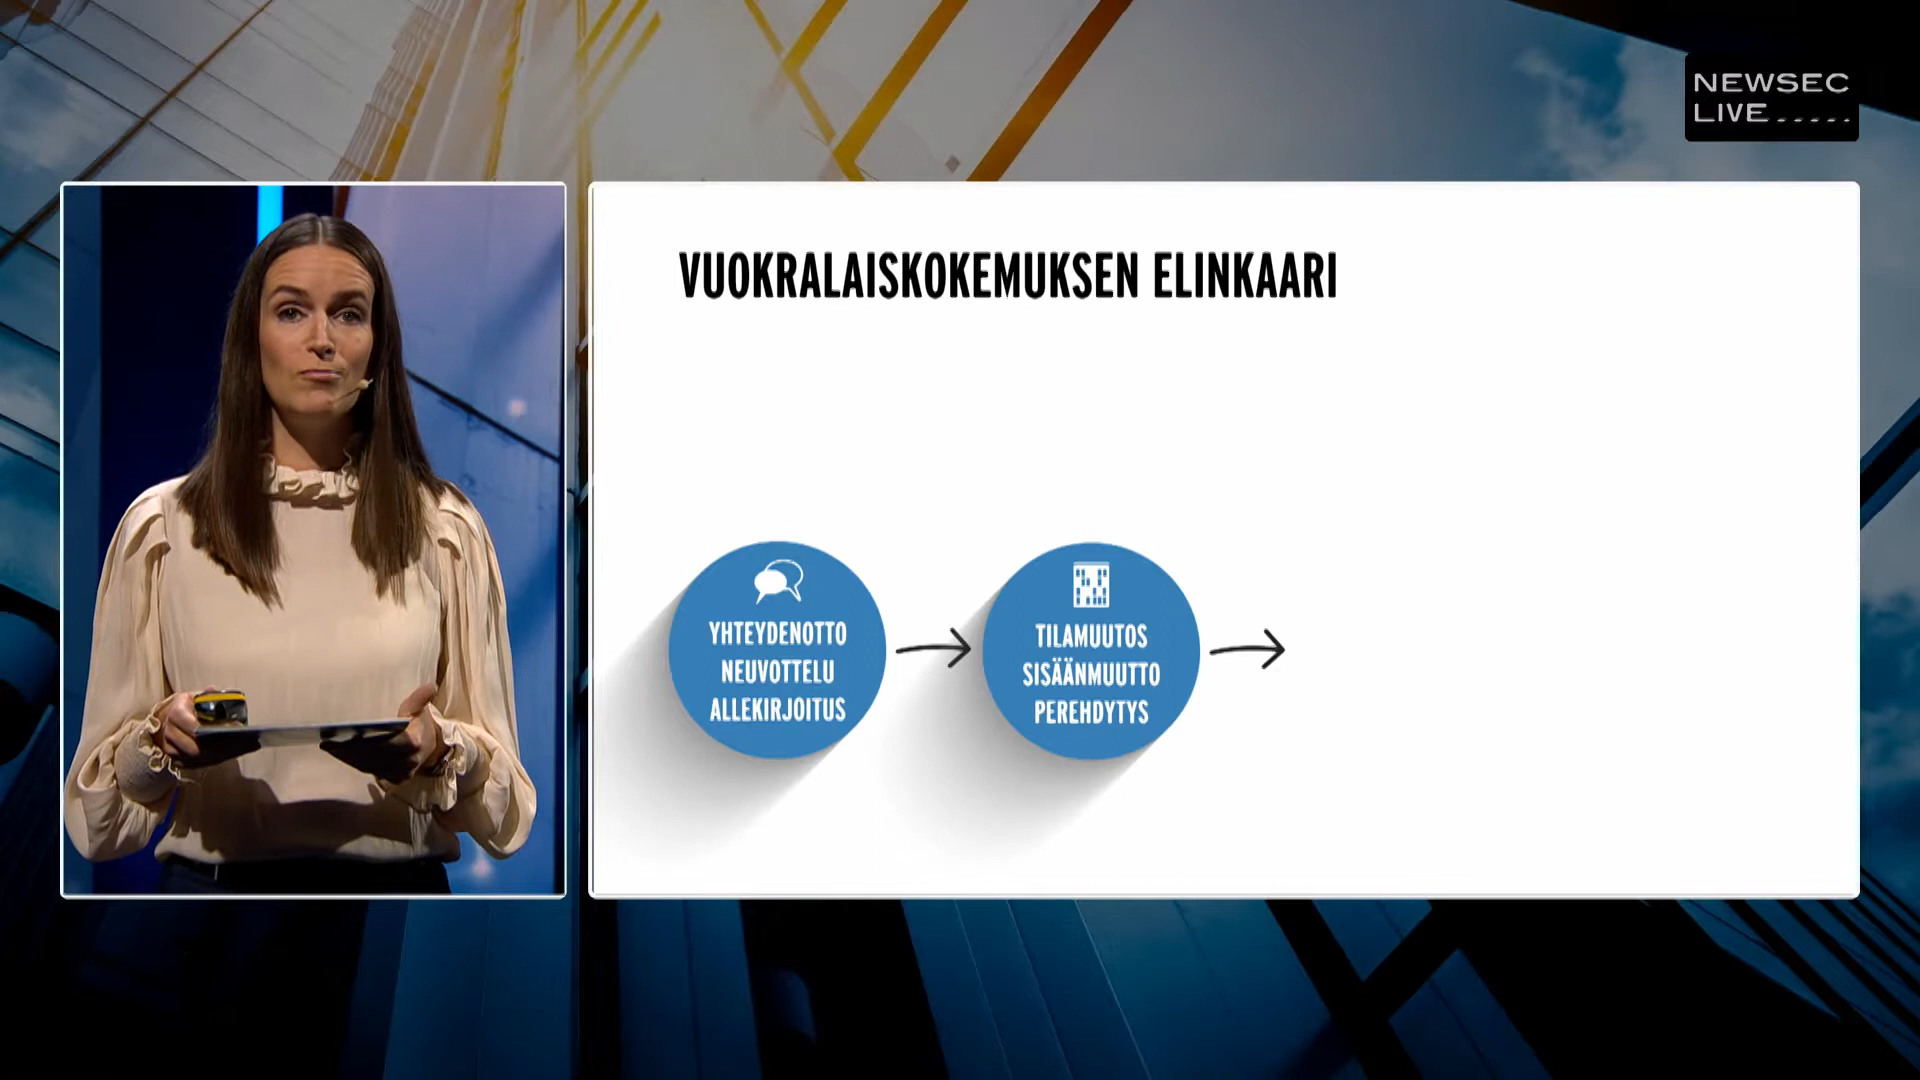 NEWSEC
LIVE.....
VUOKRALAISKOKEMUKSEN ELINKAARI
YHTEYDENOTTO
NEUVOTTELU
ALLEKIRJOITUS
TILAMUUTOS
SISÄÄNMUUTTO
PEREHDYTYS